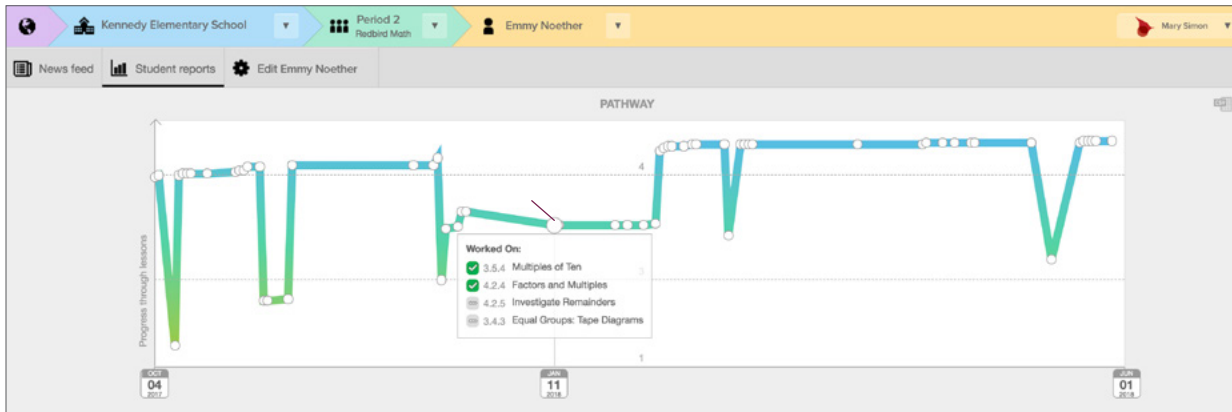 Kennedy Elementary School
Period 2
Redbird Math
Emmy Noether
Mary Simon
News feed
Student reports
Edit Emmy Noether
PATHWAY
Progress through lessons
4
3
1
Worked On:
3.5.4 Multiples of Ten
4.2.4 Factors and Multiples
4.2.5 Investigate Remainders
3.4.3 Equal Groups: Tape Diagrams
OCT
04
2017
JAN
11
2018
JUN
01
2018